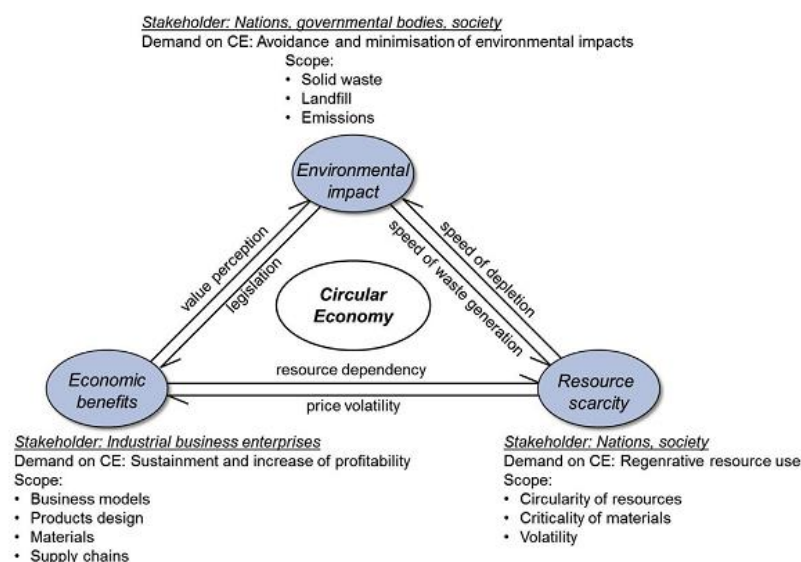 Stakeholder: Nations, governmental bodies, society
Demand on CE: Avoidance and minimisation of environmental impacts
Scope:
• Solid waste
• Landfill
• Emissions
Environmental
impact
value perception
legislation
speed of waste generation
speed of depletion
Circular
Economy
Economic
benefits
resource dependency
price volatility
Resource
scarcity
Stakeholder: Industrial business enterprises
Demand on CE: Sustainment and increase of profitability
Scope:
• Business models
• Products design
• Materials
• Supply chains
Stakeholder: Nations, society
Demand on CE: Regenrative resource use
Scope:
• Circularity of resources
• Criticality of materials
• Volatility